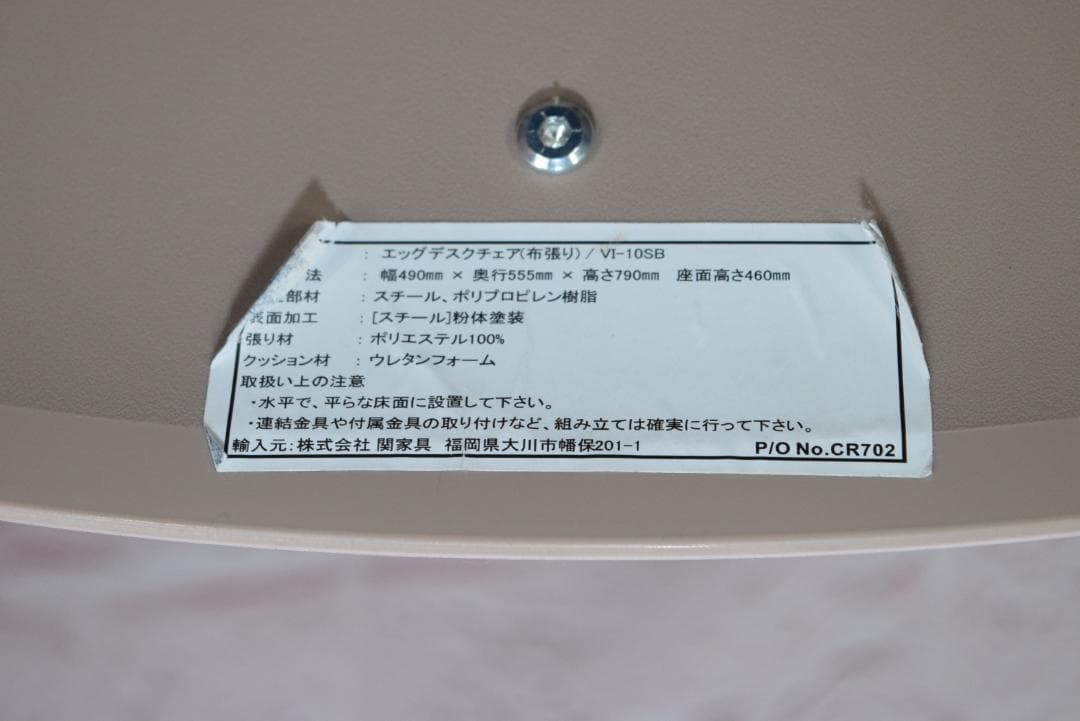 : エッグデスクチェア(布張り) / VI-10SB
法 : 幅490mm × 奥行555mm × 高さ790mm 座面高さ460mm
部材 : スチール、ポリプロピレン樹脂
表面加工 : [スチール]粉体塗装
張り材 : ポリエステル100%
クッション材 : ウレタンフォーム
取扱い上の注意
・水平で、平らな床面に設置して下さい。
・連結金具や付属金具の取り付けなど、組み立ては確実に行って下さい。
輸入元:株式会社 関家具 福岡県大川市幡保201-1 P/O No.CR702